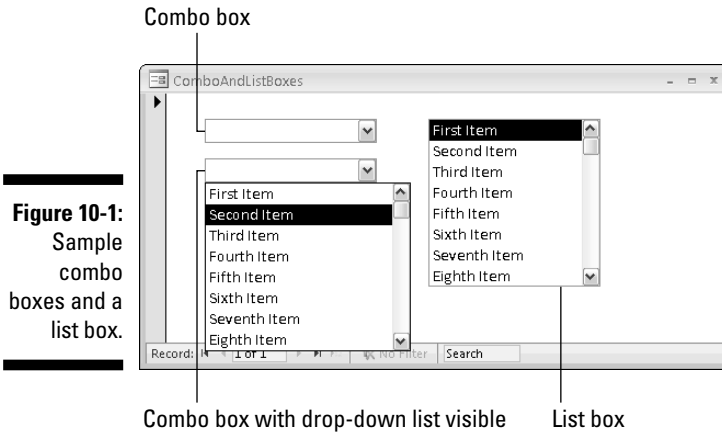 Combo box
ComboAndListBoxes
First Item
Second Item
Third Item
Fourth Item
Fifth Item
Sixth Item
Seventh Item
Eighth Item
First Item
Second Item
Third Item
Fourth Item
Fifth Item
Sixth Item
Seventh Item
Eighth Item
Record: 1 of 1 No Filter Search
Figure 10-1:
Sample
combo
boxes and a
list box.
Combo box with drop-down list visible
List box